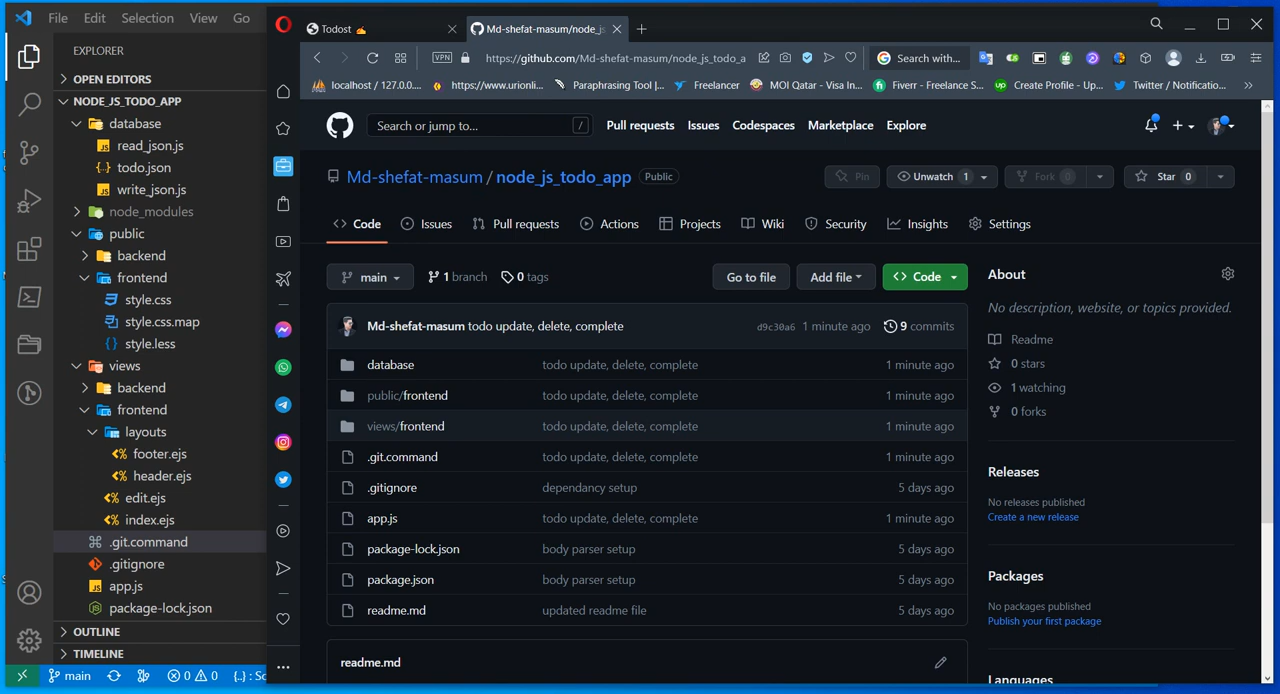 File Edit Selection View Go
EXPLORER
OPEN EDITORS
NODE_JS_TODO_APP
database
read_json.js
todo.json
write_json.js
node_modules
public
backend
frontend
style.css
style.css.map
style.less
views
backend
frontend
layouts
footer.ejs
header.ejs
edit.ejs
index.ejs
.git.command
.gitignore
app.js
package-lock.json
OUTLINE
TIMELINE
main 0 0 {..} : Sc
Todost
Md-shefat-masum/node_js
VPN https://github.com/Md-shefat-masum/node_js_todo_a Search with...
localhost / 127.0.... https://www.urionli... Paraphrasing Tool |... Freelancer MOI Qatar - Visa In... Fiverr - Freelance S... Create Profile - Up... Twitter / Notificatio...
Search or jump to... / Pull requests Issues Codespaces Marketplace Explore
Md-shefat-masum / node_js_todo_app Public Pin Unwatch 1 Fork 0 Star 0
Code Issues Pull requests Actions Projects Wiki Security Insights Settings
main 1 branch 0 tags Go to file Add file Code
Md-shefat-masum todo update, delete, complete d9c30a6 1 minute ago 9 commits
database todo update, delete, complete 1 minute ago
public/frontend todo update, delete, complete 1 minute ago
views/frontend todo update, delete, complete 1 minute ago
.git.command todo update, delete, complete 1 minute ago
.gitignore dependancy setup 5 days ago
app.js todo update, delete, complete 1 minute ago
package-lock.json body parser setup 5 days ago
package.json body parser setup 5 days ago
readme.md updated readme file 5 days ago
readme.md
About
No description, website, or topics provided.
Readme
0 stars
1 watching
0 forks
Releases
No releases published
Create a new release
Packages
No packages published
Publish your first package
Languages